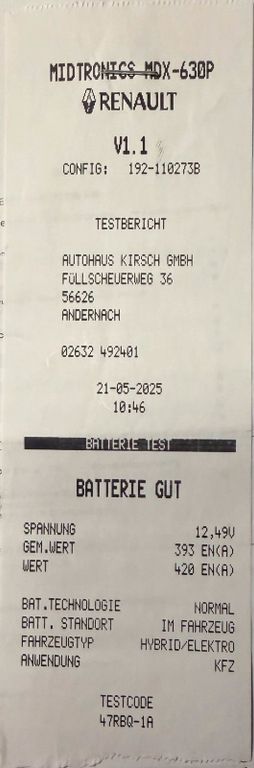 MIDTRONICS MDX-630P
RENAULT
V1.1
CONFIG: 192-110273B
TESTBERICHT
AUTOHAUS KIRSCH GMBH
FÜLLSCHEUERWEG 36
56626
ANDERNACH
02632 492401
21-05-2025
10:46
BATTERIE TEST
BATTERIE GUT
SPANNUNG 12,49V
GEM.WERT 393 EN(A)
WERT 420 EN(A)
BAT.TECHNOLOGIE NORMAL
BATT. STANDORT IM FAHRZEUG
FAHRZEUGTYP HYBRID/ELEKTRO
ANWENDUNG KFZ
TESTCODE
47RBQ-1A